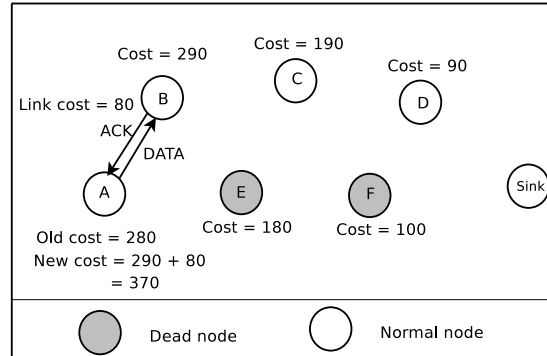 Cost = 190
Cost = 290
Cost = 90
C
B
D
Link cost = 80
ACK
DATA
A
E
F
Sink
Cost = 180
Cost = 100
Old cost = 280
New cost = 290 + 80
= 370
Dead node
Normal node